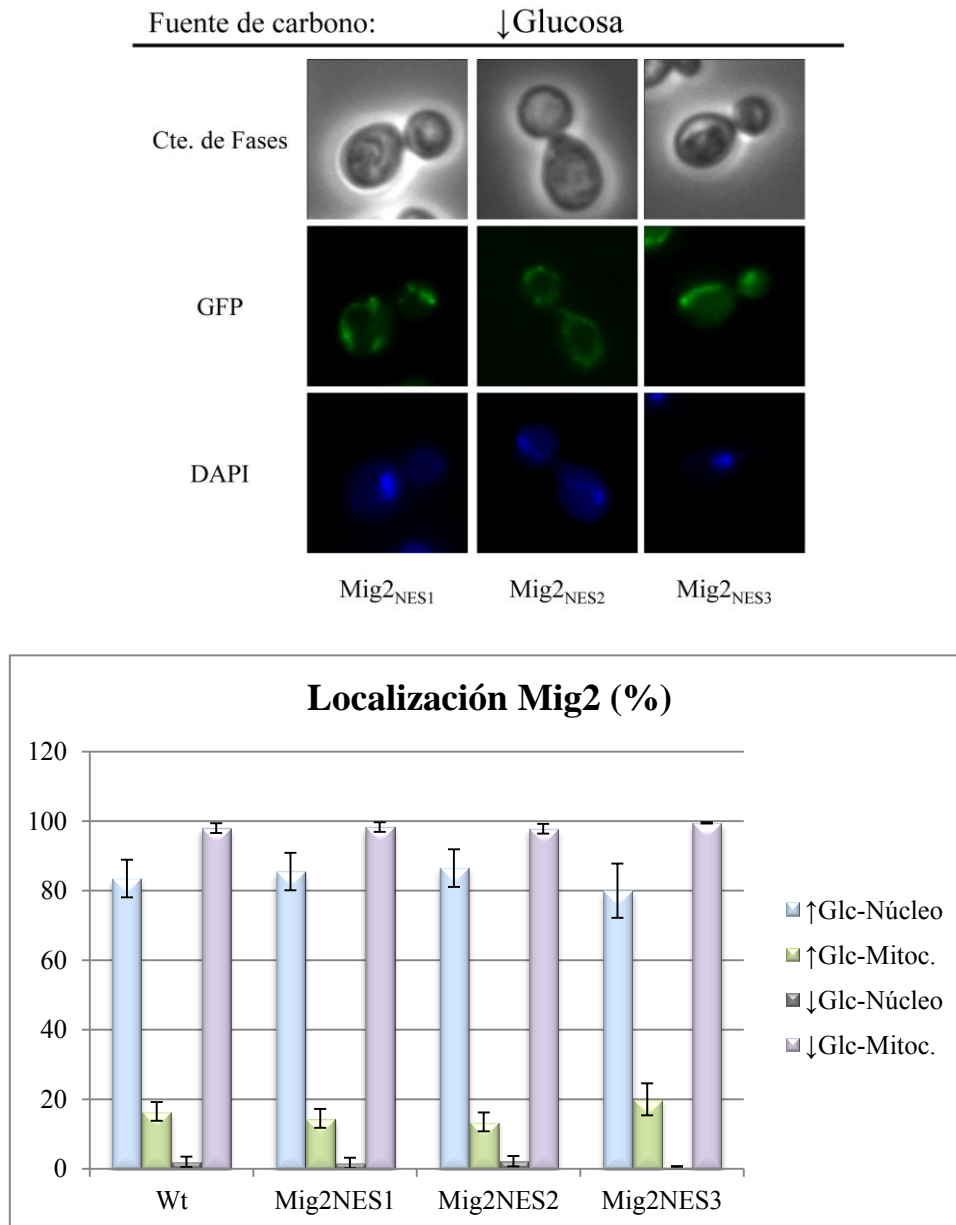 Fuente de carbono: ↓Glucosa
Cte. de Fases
GFP
DAPI
Mig2NES1 Mig2NES2 Mig2NES3
Localización Mig2 (%)
120
100
80
60
40
20
0
Wt Mig2NES1 Mig2NES2 Mig2NES3
↑Glc-Núcleo
↑Glc-Mitoc.
↓Glc-Núcleo
↓Glc-Mitoc.